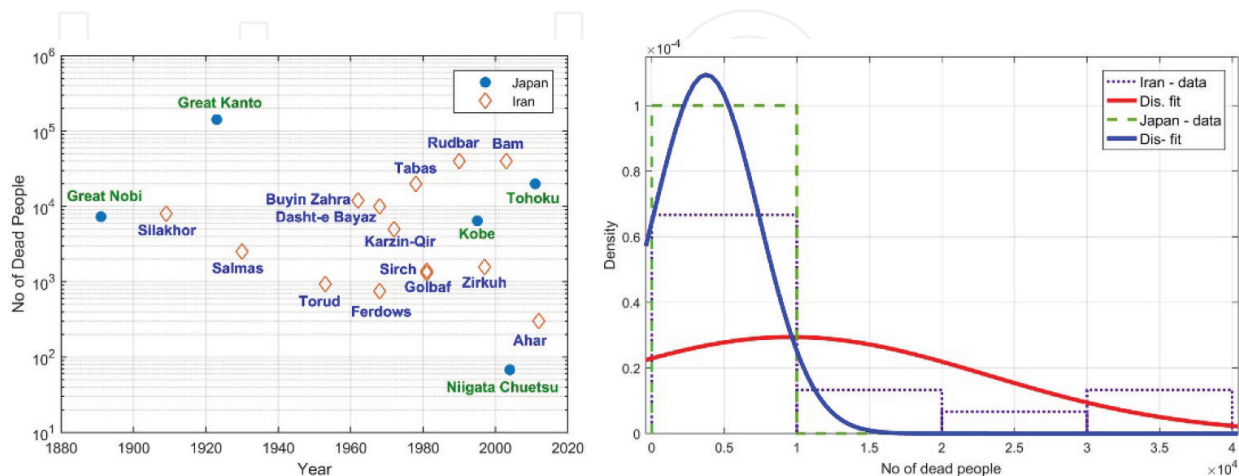 10^6
10^5
10^4
10^3
10^2
10^1
No of Dead People
Japan
Iran
Great Kanto
Rudbar
Bam
Tabas
Great Nobi
Buyin Zahra
Tohoku
Dasht-e Bayaz
Silakhor
Kobe
Karzin-Qir
Salmas
Sirch
Zirkuh
Golbaf
Torud
Ferdows
Ahar
Niigata Chuetsu
1880 1900 1920 1940 1960 1980 2000 2020
Year
×10^-4
1
0.8
0.6
0.4
0.2
0
Density
Iran - data
Dis. fit
Japan - data
Dis- fit
0 0.5 1 1.5 2 2.5 3 3.5 4
No of dead people
×10^4